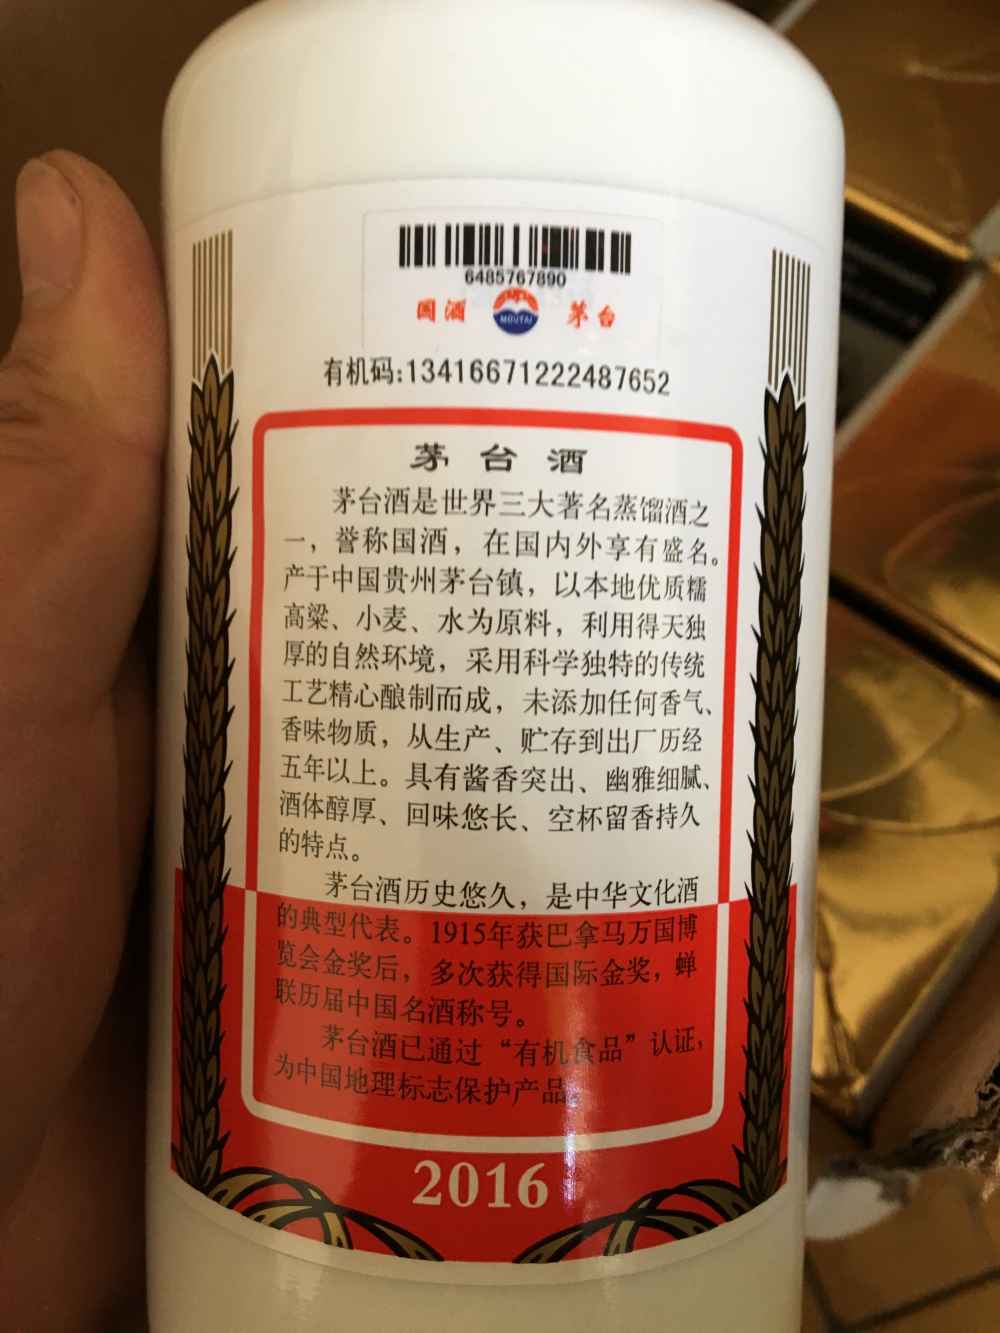 6485767890
国酒 MOUTAI 茅台
有机码:13416671222487652
茅台酒
茅台酒是世界三大著名蒸馏酒之
一，誉称国酒，在国内外享有盛名。
产于中国贵州茅台镇，以本地优质糯
高粱、小麦、水为原料，利用得天独
厚的自然环境，采用科学独特的传统
工艺精心酿制而成，未添加任何香气、
香味物质，从生产、贮存到出厂历经
五年以上。具有酱香突出、幽雅细腻、
酒体醇厚、回味悠长、空杯留香持久
的特点。
茅台酒历史悠久，是中华文化酒
的典型代表。1915年获巴拿马万国博
览会金奖后，多次获得国际金奖，蝉
联历届中国名酒称号。
茅台酒已通过“有机食品”认证，
为中国地理标志保护产品。
2016